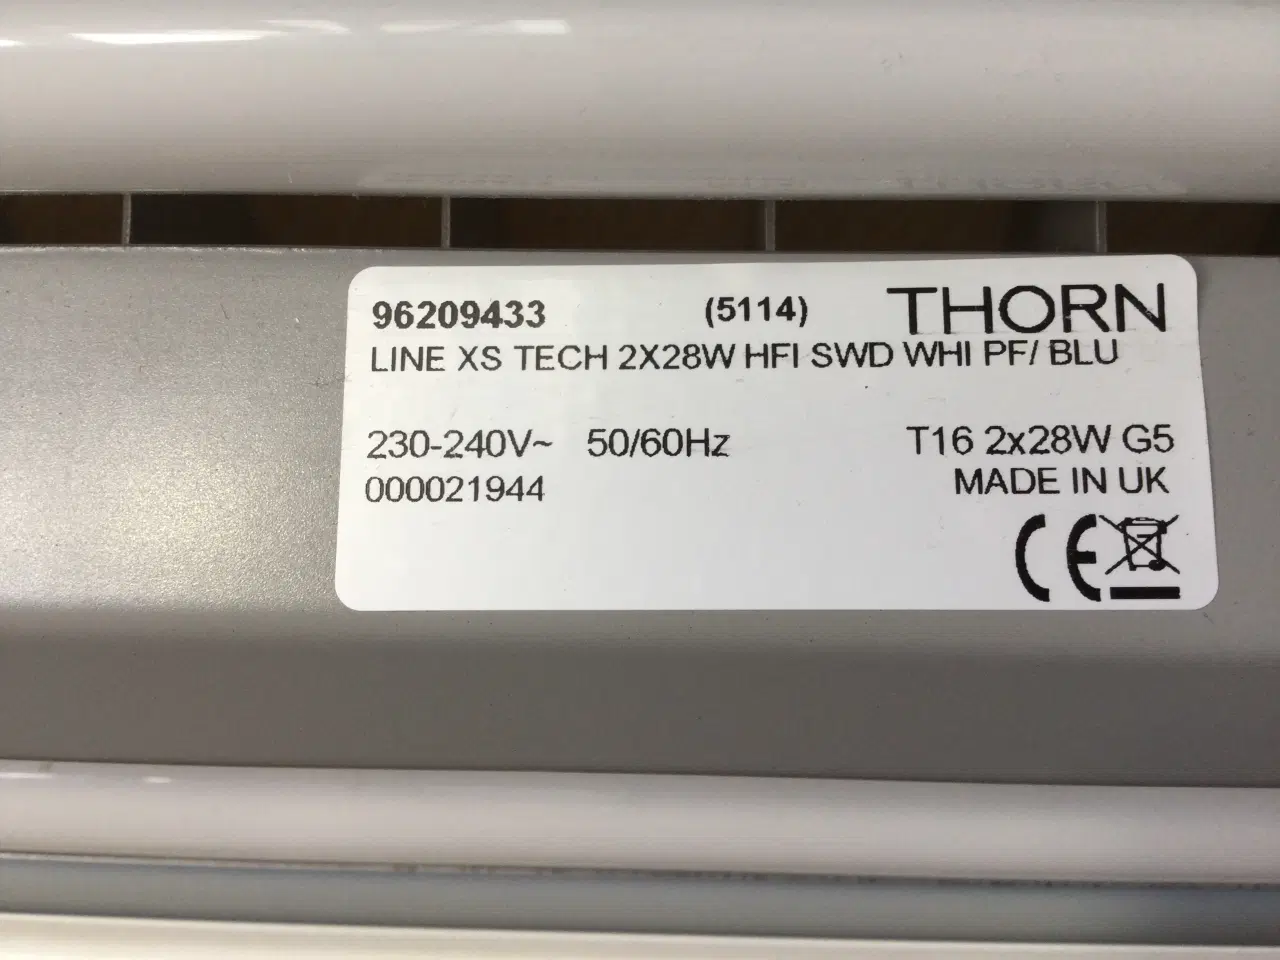 96209433 (5114) THORN
LINE XS TECH 2X28W HFI SWD WHI PF/ BLU
230-240V~ 50/60Hz T16 2x28W G5
000021944 MADE IN UK
CE